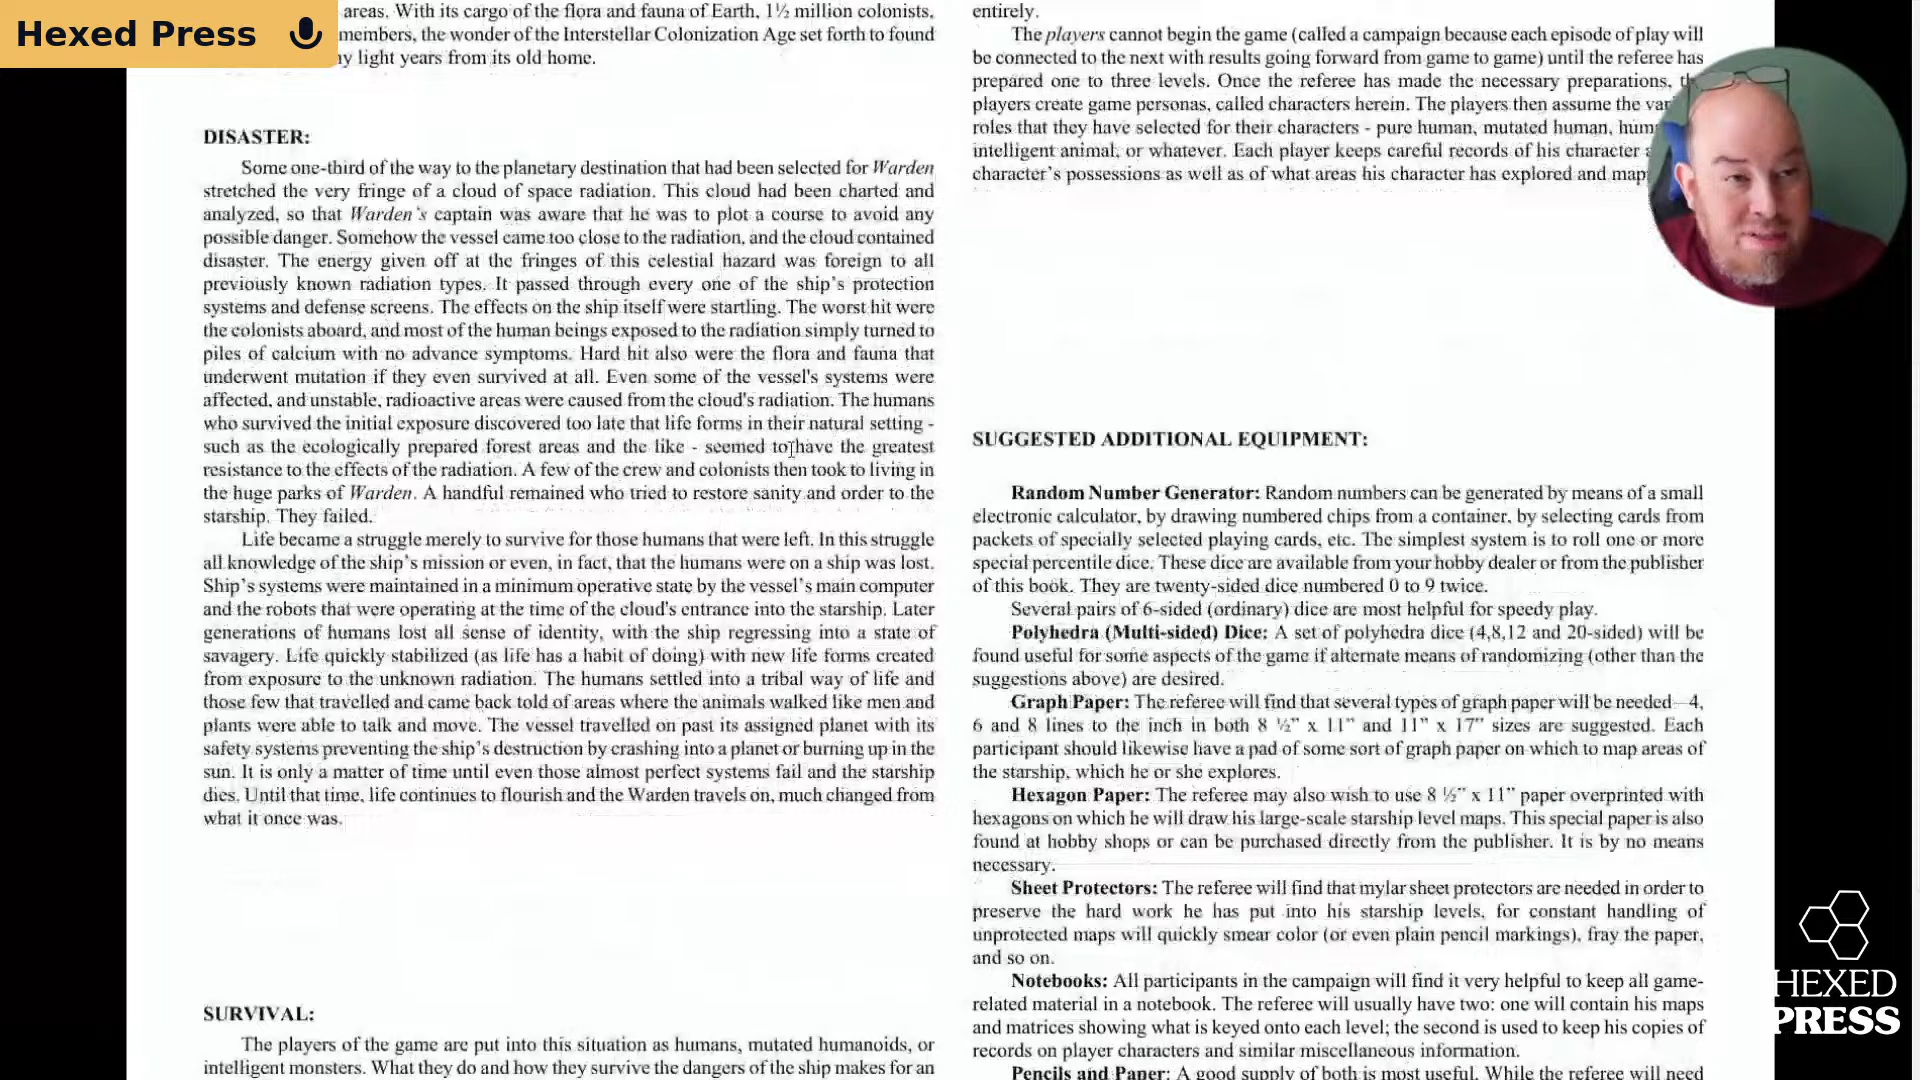 Hexed Press
areas. With its cargo of the flora and fauna of Earth, 1½ million colonists,
members, the wonder of the Interstellar Colonization Age set forth to found
light years from its old home.
DISASTER:
Some one-third of the way to the planetary destination that had been selected for Warden
stretched the very fringe of a cloud of space radiation. This cloud had been charted and
analyzed, so that Warden's captain was aware that he was to plot a course to avoid any
possible danger. Somehow the vessel came too close to the radiation, and the cloud contained
disaster. The energy given off at the fringes of this celestial hazard was foreign to all
previously known radiation types. It passed through every one of the ship's protection
systems and defense screens. The effects on the ship itself were startling. The worst hit were
the colonists aboard, and most of the human beings exposed to the radiation simply turned to
piles of calcium with no advance symptoms. Hard hit also were the flora and fauna that
underwent mutation if they even survived at all. Even some of the vessel's systems were
affected, and unstable, radioactive areas were caused from the cloud's radiation. The humans
who survived the initial exposure discovered too late that life forms in their natural setting -
such as the ecologically prepared forest areas and the like - seemed to have the greatest
resistance to the effects of the radiation. A few of the crew and colonists then took to living in
the huge parks of Warden. A handful remained who tried to restore sanity and order to the
starship. They failed.
Life became a struggle merely to survive for those humans that were left. In this struggle
all knowledge of the ship's mission or even, in fact, that the humans were on a ship was lost.
Ship's systems were maintained in a minimum operative state by the vessel's main computer
and the robots that were operating at the time of the cloud's entrance into the starship. Later
generations of humans lost all sense of identity, with the ship regressing into a state of
savagery. Life quickly stabilized (as life has a habit of doing) with new life forms created
from exposure to the unknown radiation. The humans settled into a tribal way of life and
those few that travelled and came back told of areas where the animals walked like men and
plants were able to talk and move. The vessel travelled on past its assigned planet with its
safety systems preventing the ship's destruction by crashing into a planet or burning up in the
sun. It is only a matter of time until even those almost perfect systems fail and the starship
dies. Until that time, life continues to flourish and the Warden travels on, much changed from
what it once was.
SURVIVAL:
The players of the game are put into this situation as humans, mutated humanoids, or
intelligent monsters. What they do and how they survive the dangers of the ship makes for an
entirely.
The players cannot begin the game (called a campaign because each episode of play will
be connected to the next with results going forward from game to game) until the referee has
prepared one to three levels. Once the referee has made the necessary preparations,
players create game personas, called characters herein. The players then assume the
roles that they have selected for their characters - pure human, mutated human,
intelligent animal, or whatever. Each player keeps careful records of his character
character's possessions as well as of what areas his character has explored and
SUGGESTED ADDITIONAL EQUIPMENT:
Random Number Generator: Random numbers can be generated by means of a small
electronic calculator, by drawing numbered chips from a container, by selecting cards from
packets of specially selected playing cards, etc. The simplest system is to roll one or more
special percentile dice. These dice are available from your hobby dealer or from the publisher
of this book. They are twenty-sided dice numbered 0 to 9 twice.
Several pairs of 6-sided (ordinary) dice are most helpful for speedy play.
Polyhedra (Multi-sided) Dice: A set of polyhedra dice (4,8,12 and 20-sided) will be
found useful for some aspects of the game if alternate means of randomizing (other than the
suggestions above) are desired.
Graph Paper: The referee will find that several types of graph paper will be needed—4,
6 and 8 lines to the inch in both 8 ½" x 11" and 11" x 17" sizes are suggested. Each
participant should likewise have a pad of some sort of graph paper on which to map areas of
the starship, which he or she explores.
Hexagon Paper: The referee may also wish to use 8 ½" x 11" paper overprinted with
hexagons on which he will draw his large-scale starship level maps. This special paper is also
found at hobby shops or can be purchased directly from the publisher. It is by no means
necessary.
Sheet Protectors: The referee will find that mylar sheet protectors are needed in order to
preserve the hard work he has put into his starship levels, for constant handling of
unprotected maps will quickly smear color (or even plain pencil markings), fray the paper,
and so on.
Notebooks: All participants in the campaign will find it very helpful to keep all game-
related material in a notebook. The referee will usually have two: one will contain his maps
and matrices showing what is keyed onto each level; the second is used to keep his copies of
records on player characters and similar miscellaneous information.
Pencils and Paper: A good supply of both is most useful. While the referee will need
HEXED
PRESS